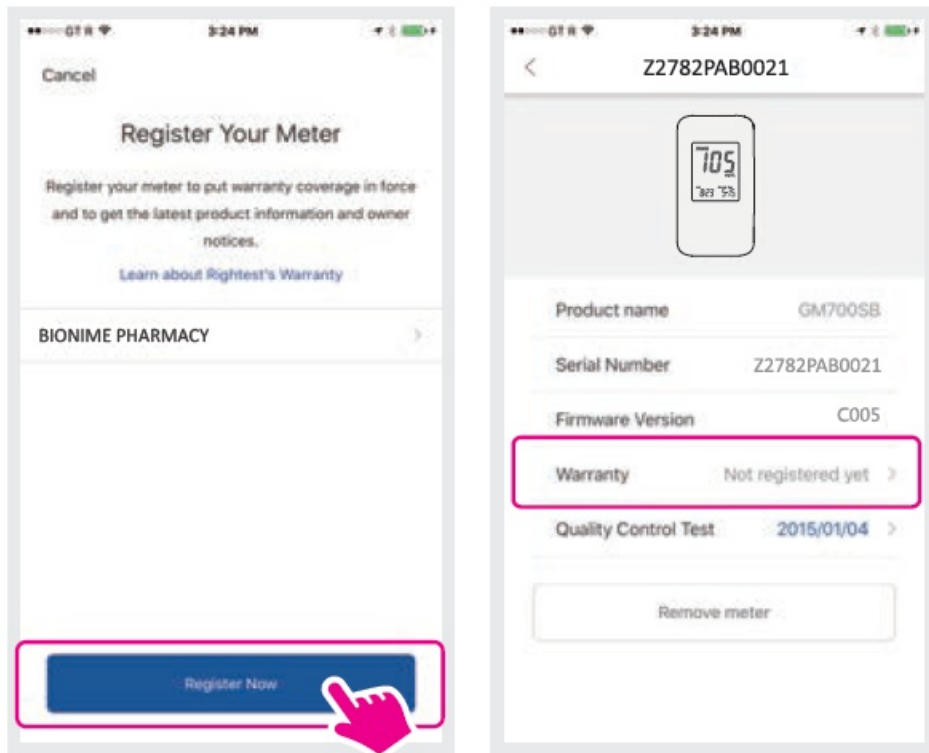 GT 3:24 PM
Cancel
Register Your Meter
Register your meter to put warranty coverage in force
and to get the latest product information and owner
notices.
Learn about Rightest's Warranty
BIONIME PHARMACY
Register Now
GT 3:24 PM
Z2782PAB0021
705
Product name GM700SB
Serial Number Z2782PAB0021
Firmware Version C005
Warranty Not registered yet
Quality Control Test 2015/01/04
Remove meter